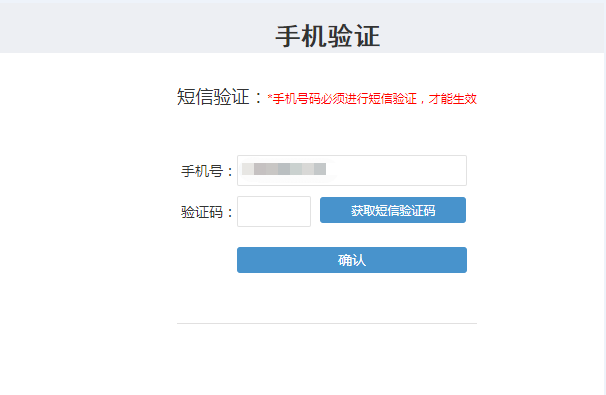 手机验证
短信验证：*手机号码必须进行短信验证，才能生效
手机号：
验证码： 获取短信验证码
确认